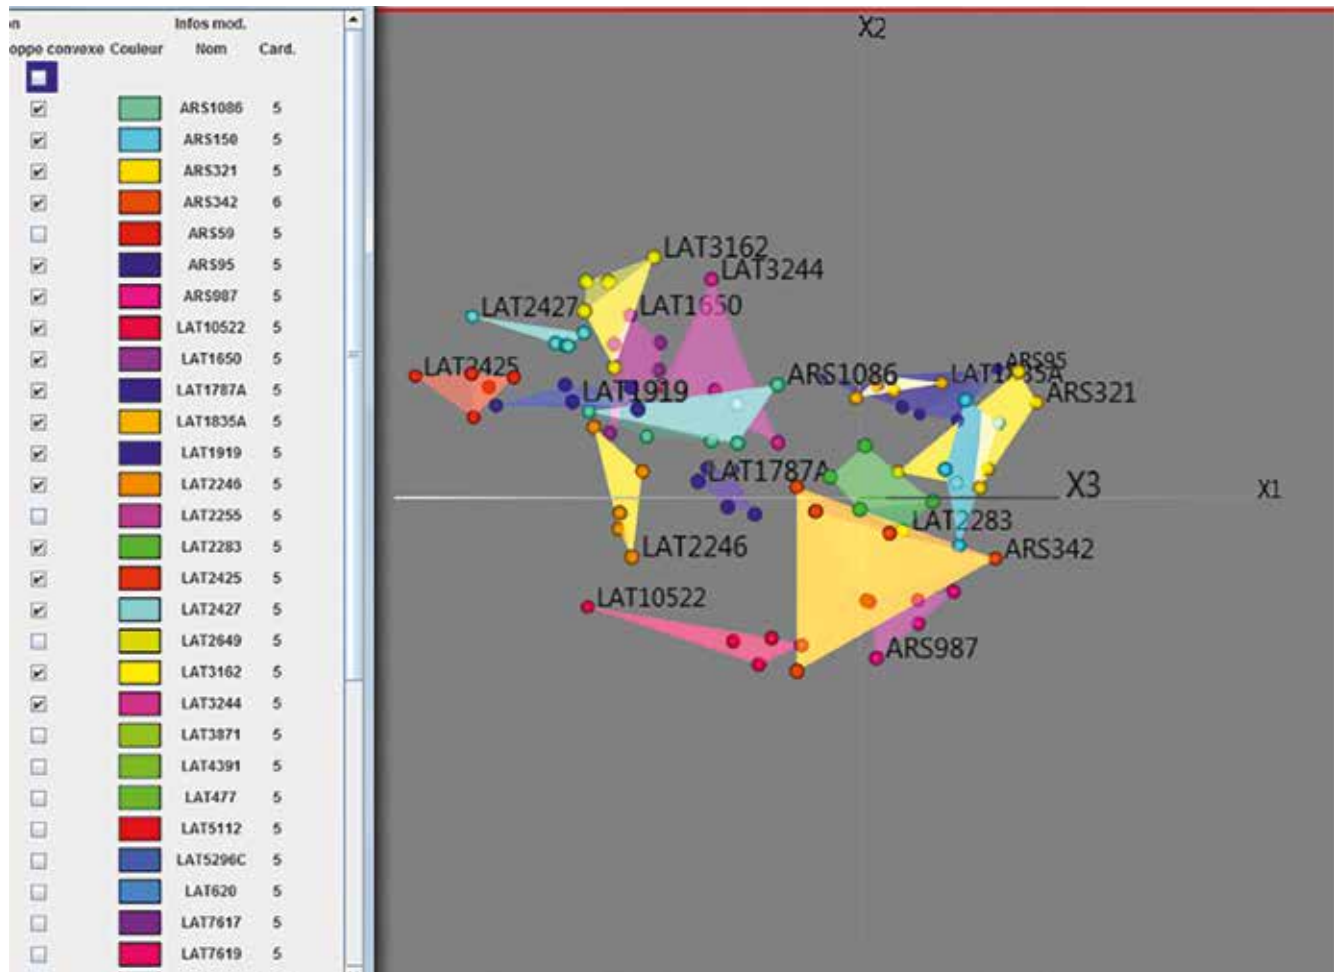 n Infos mod.
oppe convexe Couleur Nom Card.
ARS1086 5
ARS150 5
ARS321 5
ARS342 6
ARS59 5
ARS95 5
ARS987 5
LAT10522 5
LAT1650 5
LAT1787A 5
LAT1835A 5
LAT1919 5
LAT2246 5
LAT2255 5
LAT2283 5
LAT2425 5
LAT2427 5
LAT2649 5
LAT3162 5
LAT3244 5
LAT3871 5
LAT4391 5
LAT477 5
LAT5112 5
LAT5296C 5
LAT620 5
LAT7617 5
LAT7619 5
X2
LAT3162
LAT3244
LAT2427
LAT1650
LAT2425
LAT1919
ARS1086
ARS95
LAT1835A
ARS321
LAT1787A
X3
X1
LAT2283
LAT2246
ARS342
LAT10522
ARS987